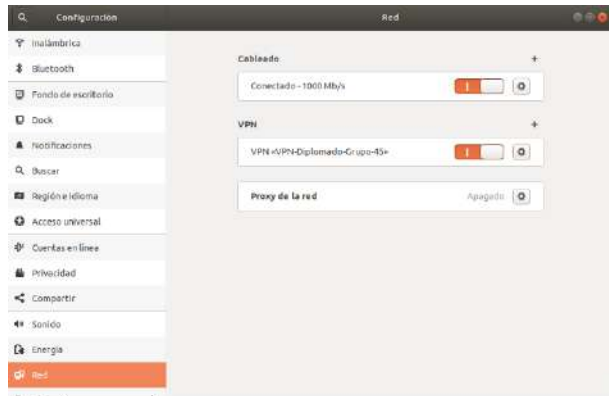 Configuración
Red
Inalámbrica
Bluetooth
Fondo de escritorio
Dock
Notificaciones
Buscar
Región e Idioma
Acceso universal
Cuentas en línea
Privacidad
Compartir
Sonido
Energía
Red
Cableado
Conectado - 1000 Mb/s
VPN
VPN «VPN-Diplomado-Grupo-45»
Proxy de la red
Apagado